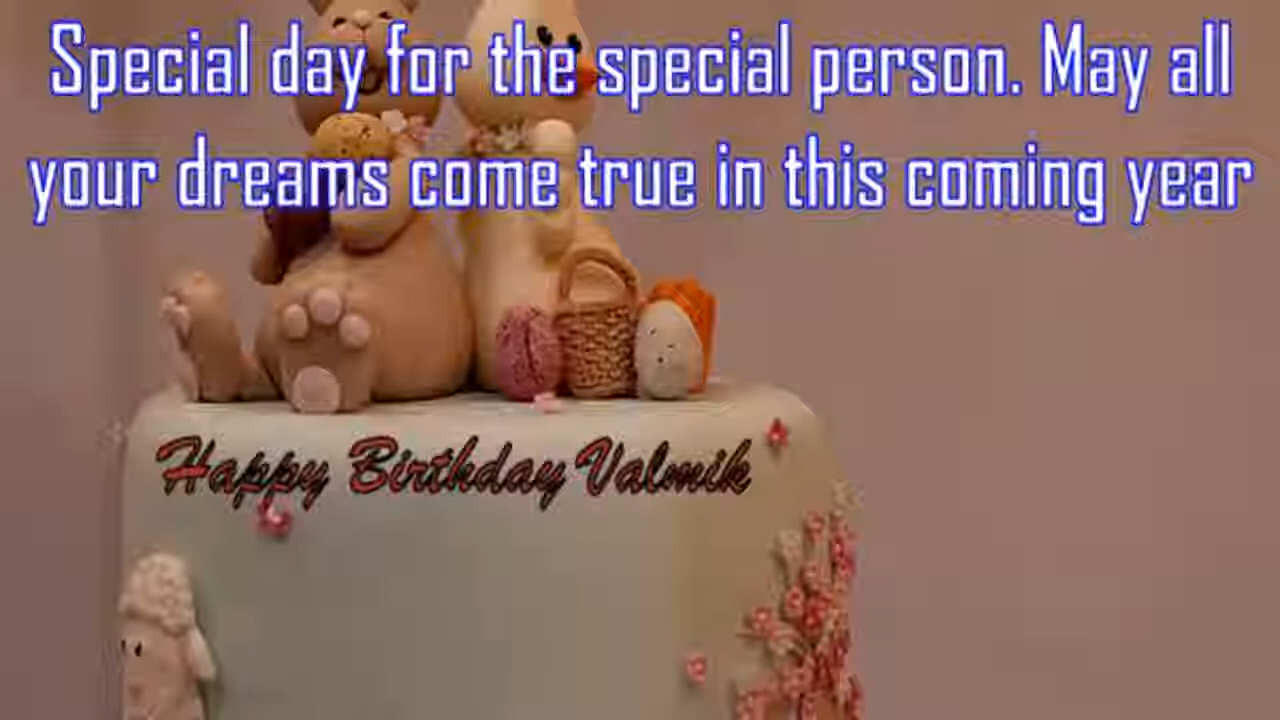 Special day for the special person. May all
your dreams come true in this coming year
Happy Birthday Valmik